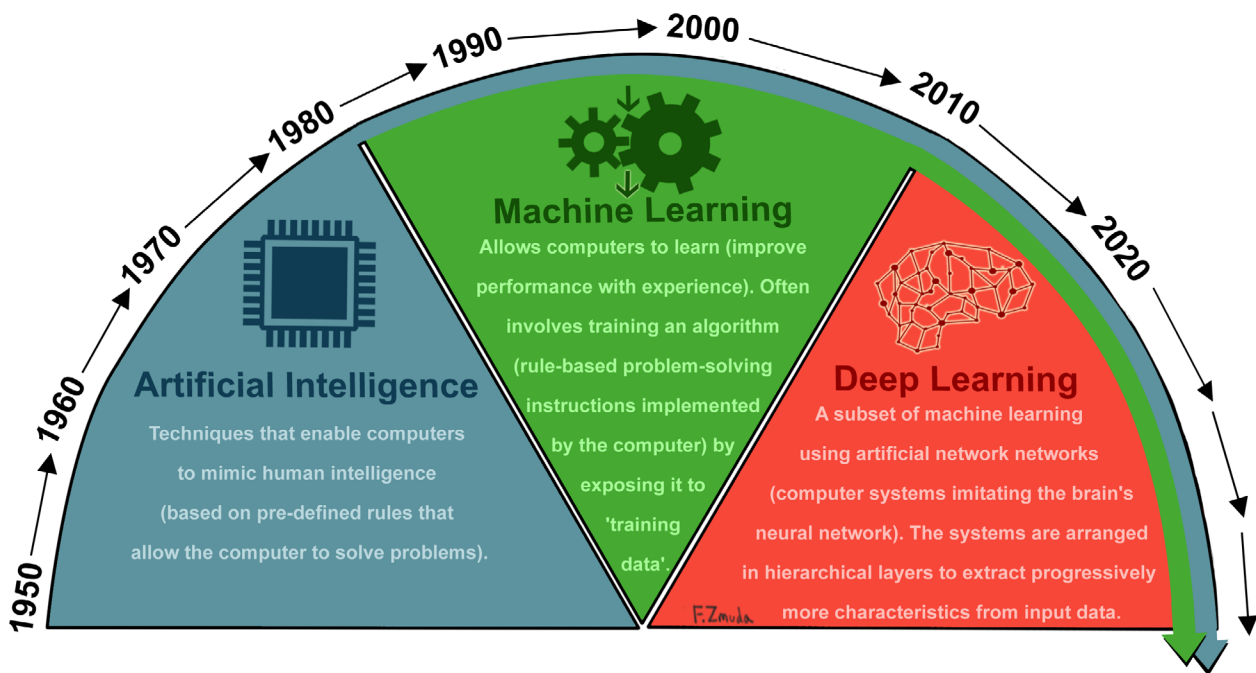 1950
1960
1970
1980
1990
2000
2010
2020
Artificial Intelligence
Techniques that enable computers
to mimic human intelligence
(based on pre-defined rules that
allow the computer to solve problems).
Machine Learning
Allows computers to learn (improve
performance with experience). Often
involves training an algorithm
(rule-based problem-solving
instructions implemented
by the computer) by
exposing it to
'training
data'.
Deep Learning
A subset of machine learning
using artificial network networks
(computer systems imitating the brain's
neural network). The systems are arranged
in hierarchical layers to extract progressively
more characteristics from input data.
F.Zmuda